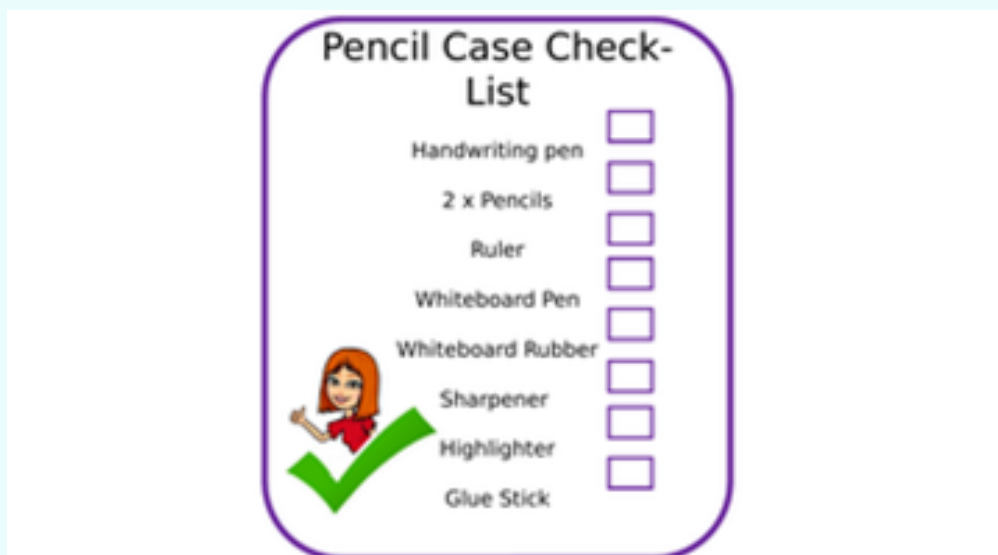 Pencil Case Check-
List
Handwriting pen
2 x Pencils
Ruler
Whiteboard Pen
Whiteboard Rubber
Sharpener
Highlighter
Glue Stick